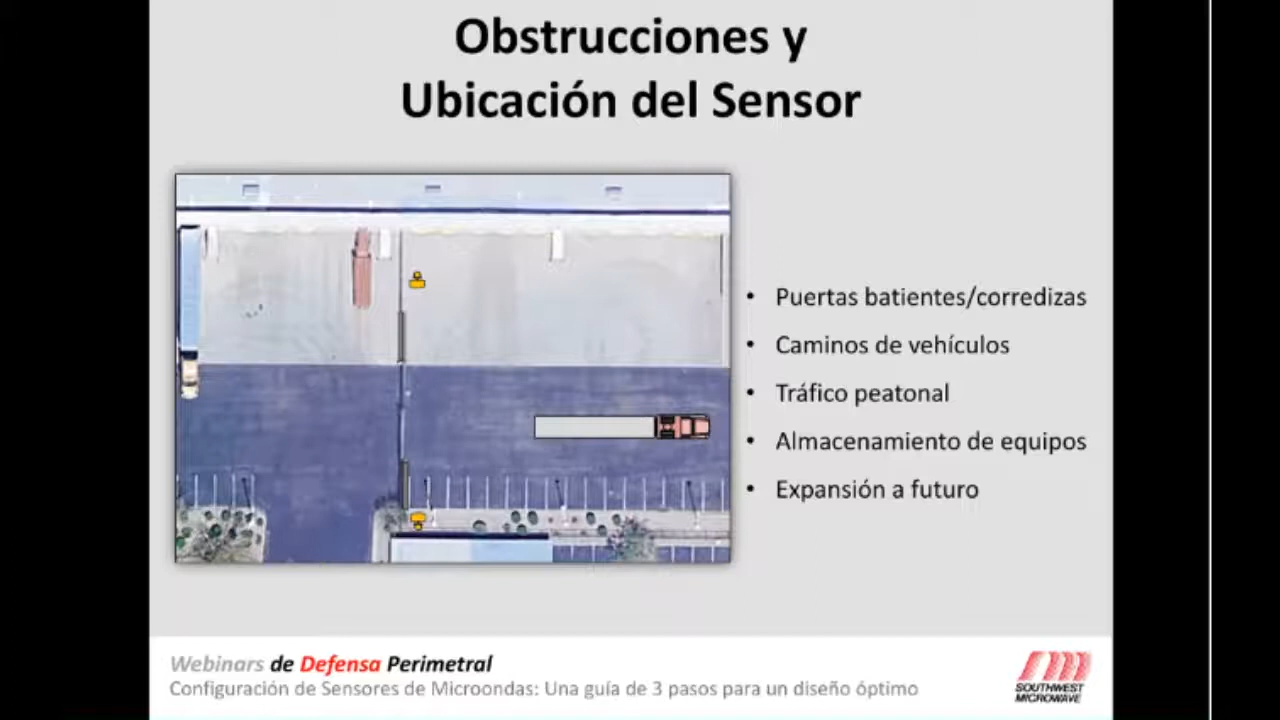 Obstrucciones y
Ubicación del Sensor
• Puertas batientes/corredizas
• Caminos de vehículos
• Tráfico peatonal
• Almacenamiento de equipos
• Expansión a futuro
Webinars de Defensa Perimetral
Configuración de Sensores de Microondas: Una guía de 3 pasos para un diseño óptimo
SOUTHWEST
MICROWAVE